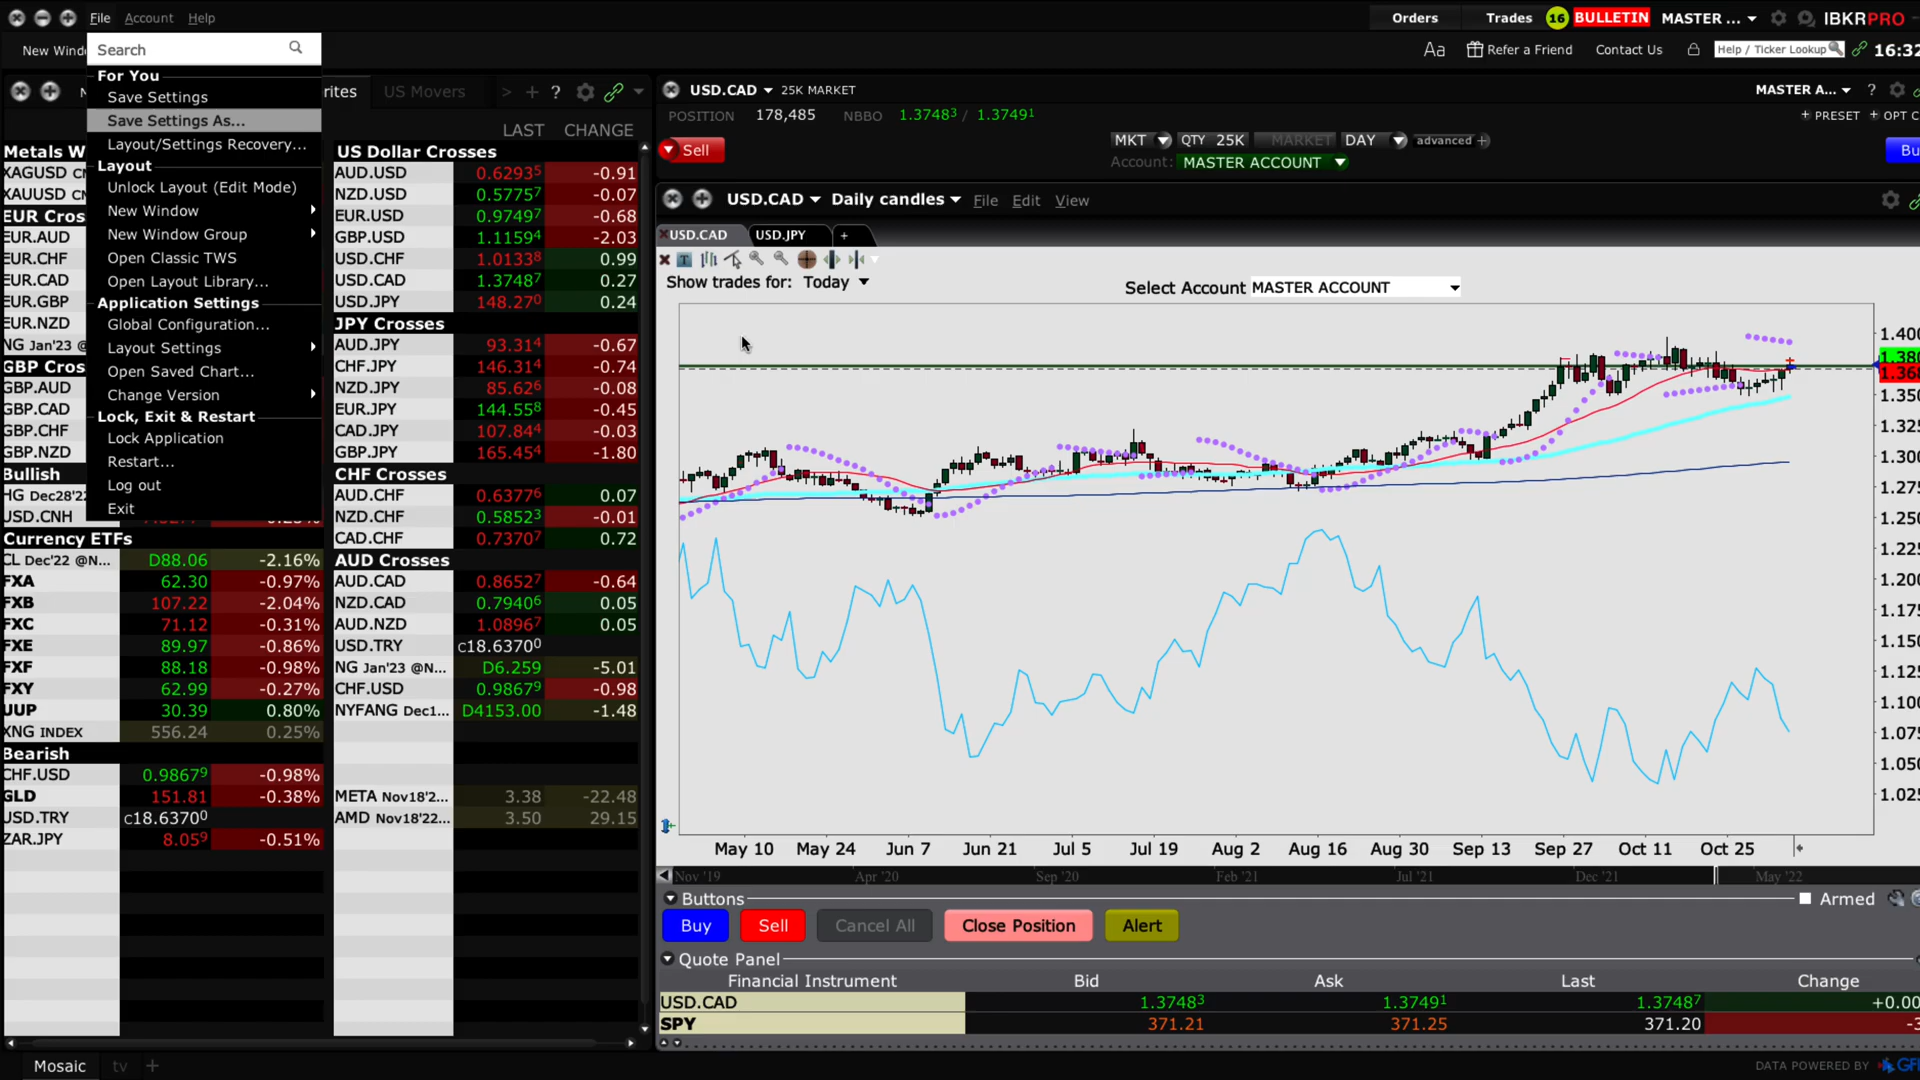 File Account Help
Orders Trades 16 BULLETIN MASTER ... IBKRPRO
New Wind
Aa Refer a Friend Contact Us Help / Ticker Lookup 16:32
Search
For You
Save Settings
Save Settings As...
Layout/Settings Recovery...
Layout
Unlock Layout (Edit Mode)
New Window
New Window Group
Open Classic TWS
Open Layout Library...
Application Settings
Global Configuration...
Layout Settings
Open Saved Chart...
Change Version
Lock, Exit & Restart
Lock Application
Restart...
Log out
Exit
rites US Movers > + ?
Metals W
XAGUSD
XAUUSD
EUR Cros
EUR.AUD
EUR.CHF
EUR.CAD
EUR.GBP
EUR.NZD
NG Jan'23 @
GBP Cros
GBP.AUD
GBP.CAD
GBP.CHF
GBP.NZD
Bullish
HG Dec28'22
USD.CNH
Currency ETFs
CL Dec'22 @N... D88.06 -2.16%
FXA 62.30 -0.97%
FXB 107.22 -2.04%
FXC 71.12 -0.31%
FXE 89.97 -0.86%
FXF 88.18 -0.98%
FXY 62.99 -0.27%
UUP 30.39 0.80%
XNG INDEX 556.24 0.25%
Bearish
CHF.USD 0.98679 -0.98%
GLD 151.81 -0.38%
USD.TRY c18.63700
ZAR.JPY 8.059 -0.51%
LAST CHANGE
US Dollar Crosses
AUD.USD 0.62935 -0.91
NZD.USD 0.57757 -0.07
EUR.USD 0.97497 -0.68
GBP.USD 1.11594 -2.03
USD.CHF 1.01338 0.99
USD.CAD 1.37487 0.27
USD.JPY 148.270 0.24
JPY Crosses
AUD.JPY 93.314 -0.67
CHF.JPY 146.314 -0.74
NZD.JPY 85.626 -0.08
EUR.JPY 144.558 -0.45
CAD.JPY 107.844 -0.03
GBP.JPY 165.454 -1.80
CHF Crosses
AUD.CHF 0.63776 0.07
NZD.CHF 0.58523 -0.01
CAD.CHF 0.73707 0.72
AUD Crosses
AUD.CAD 0.86527 -0.64
NZD.CAD 0.79406 0.05
AUD.NZD 1.08967 0.05
USD.TRY c18.63700
NG Jan'23 @N... D6.259 -5.01
CHF.USD 0.98679 -0.98
NYFANG Dec1... D4153.00 -1.48
META Nov18'2... 3.38 -22.48
AMD Nov18'22... 3.50 29.15
USD.CAD 25K MARKET MASTER A... ?
POSITION 178,485 NBBO 1.37483 / 1.37491 + PRESET + OPT C
Sell MKT QTY 25K MARKET DAY advanced + Bu
Account: MASTER ACCOUNT
USD.CAD Daily candles File Edit View
USD.CAD USD.JPY +
Show trades for: Today Select Account MASTER ACCOUNT
1.400
1.380
1.368
1.350
1.325
1.300
1.275
1.250
1.225
1.200
1.175
1.150
1.125
1.100
1.075
1.050
1.025
May 10 May 24 Jun 7 Jun 21 Jul 5 Jul 19 Aug 2 Aug 16 Aug 30 Sep 13 Sep 27 Oct 11 Oct 25
Nov '19 Apr '20 Sep '20 Feb '21 Jul '21 Dec '21 May '22
Buttons Armed
Buy Sell Cancel All Close Position Alert
Quote Panel
Financial Instrument Bid Ask Last Change
USD.CAD 1.37483 1.37491 1.37487 +0.00
SPY 371.21 371.25 371.20 -3
Mosaic tv +
DATA POWERED BY GFI